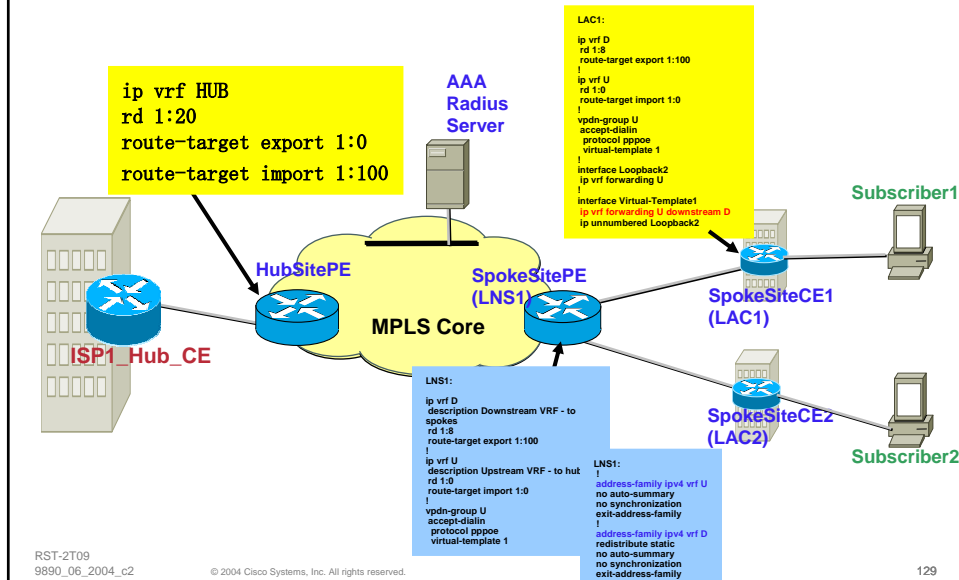 LAC1:
ip vrf D
rd 1:8
route-target export 1:100
!
ip vrf U
rd 1:0
route-target import 1:0
!
vpdn-group U
accept-dialin
protocol pppoe
virtual-template 1
!
interface Loopback2
ip vrf forwarding U
!
interface Virtual-Template1
ip vrf forwarding U downstream D
ip unnumbered Loopback2
ip vrf HUB
rd 1:20
route-target export 1:0
route-target import 1:100
AAA
Radius
Server
Subscriber1
HubSitePE
SpokeSitePE
(LNS1)
SpokeSiteCE1
(LAC1)
MPLS Core
ISP1_Hub_CE
LNS1:
ip vrf D
description Downstream VRF - to
spokes
rd 1:8
route-target export 1:100
!
ip vrf U
description Upstream VRF - to hub
rd 1:0
route-target import 1:0
!
vpdn-group U
accept-dialin
protocol pppoe
virtual-template 1
SpokeSiteCE2
(LAC2)
Subscriber2
LNS1:
!
address-family ipv4 vrf U
no auto-summary
no synchronization
exit-address-family
!
address-family ipv4 vrf D
redistribute static
no auto-summary
no synchronization
exit-address-family
RST-2T09
9890_06_2004_c2
© 2004 Cisco Systems, Inc. All rights reserved.
129